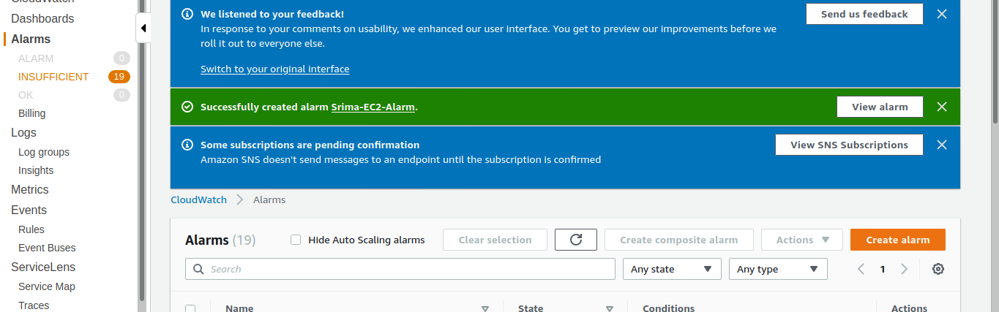 CloudWatch
Dashboards
Alarms
ALARM 0
INSUFFICIENT 19
OK 0
Billing
Logs
Log groups
Insights
Metrics
Events
Rules
Event Buses
ServiceLens
Service Map
Traces
We listened to your feedback!
In response to your comments on usability, we enhanced our user interface. You get to preview our improvements before we
roll it out to everyone else.
Switch to your original interface
Send us feedback
Successfully created alarm Srima-EC2-Alarm.
View alarm
Some subscriptions are pending confirmation
Amazon SNS doesn't send messages to an endpoint until the subscription is confirmed
View SNS Subscriptions
CloudWatch Alarms
Alarms (19) Hide Auto Scaling alarms Clear selection Create composite alarm Actions Create alarm
Search Any state Any type 1
Name State Conditions Actions